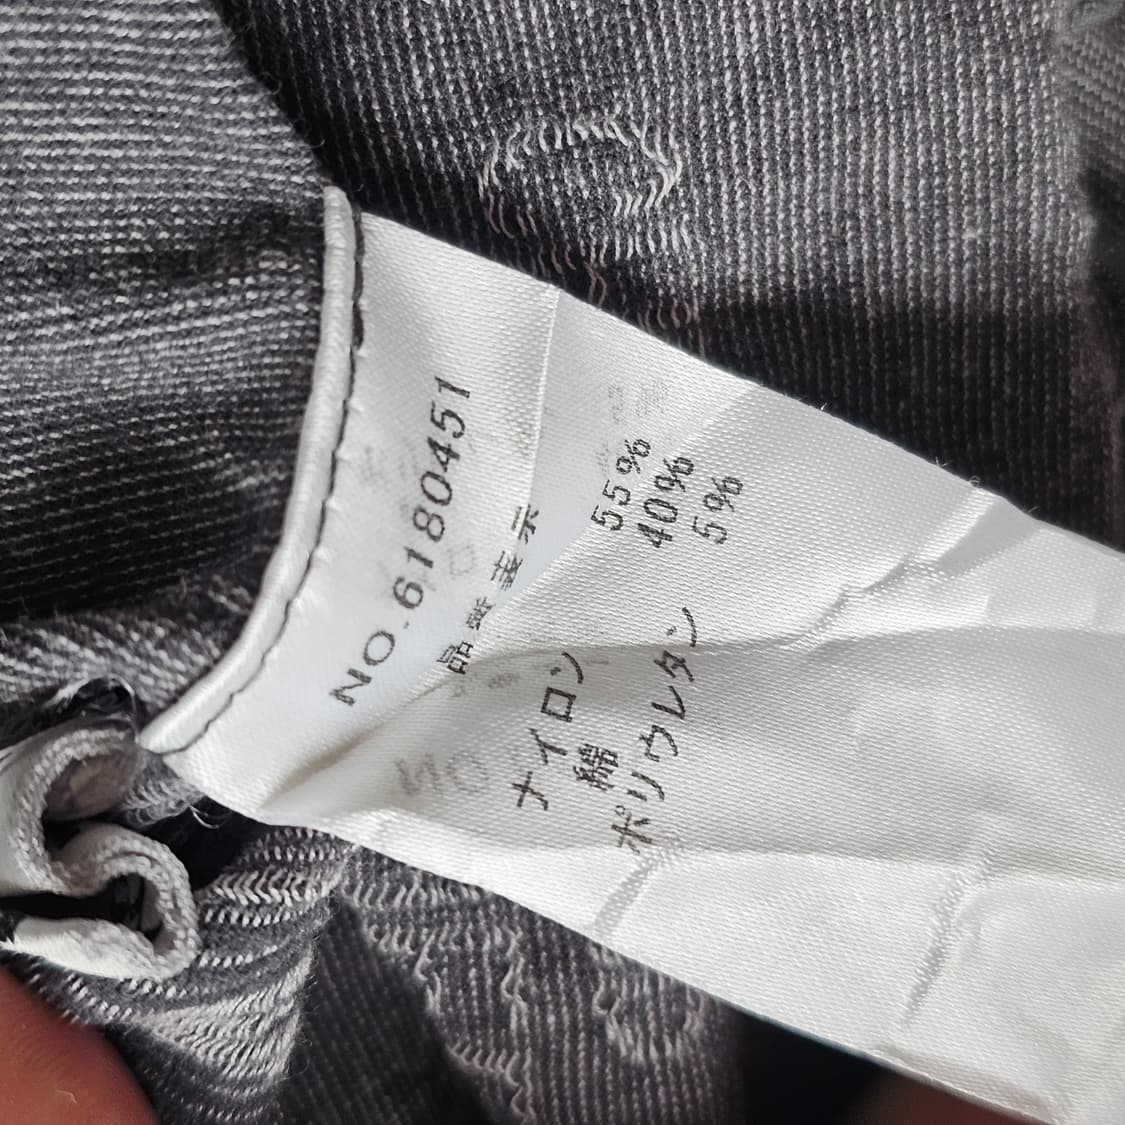 NO.6180451
品質表示
ナイロン 55%
綿 40%
ポリウレタン 5%